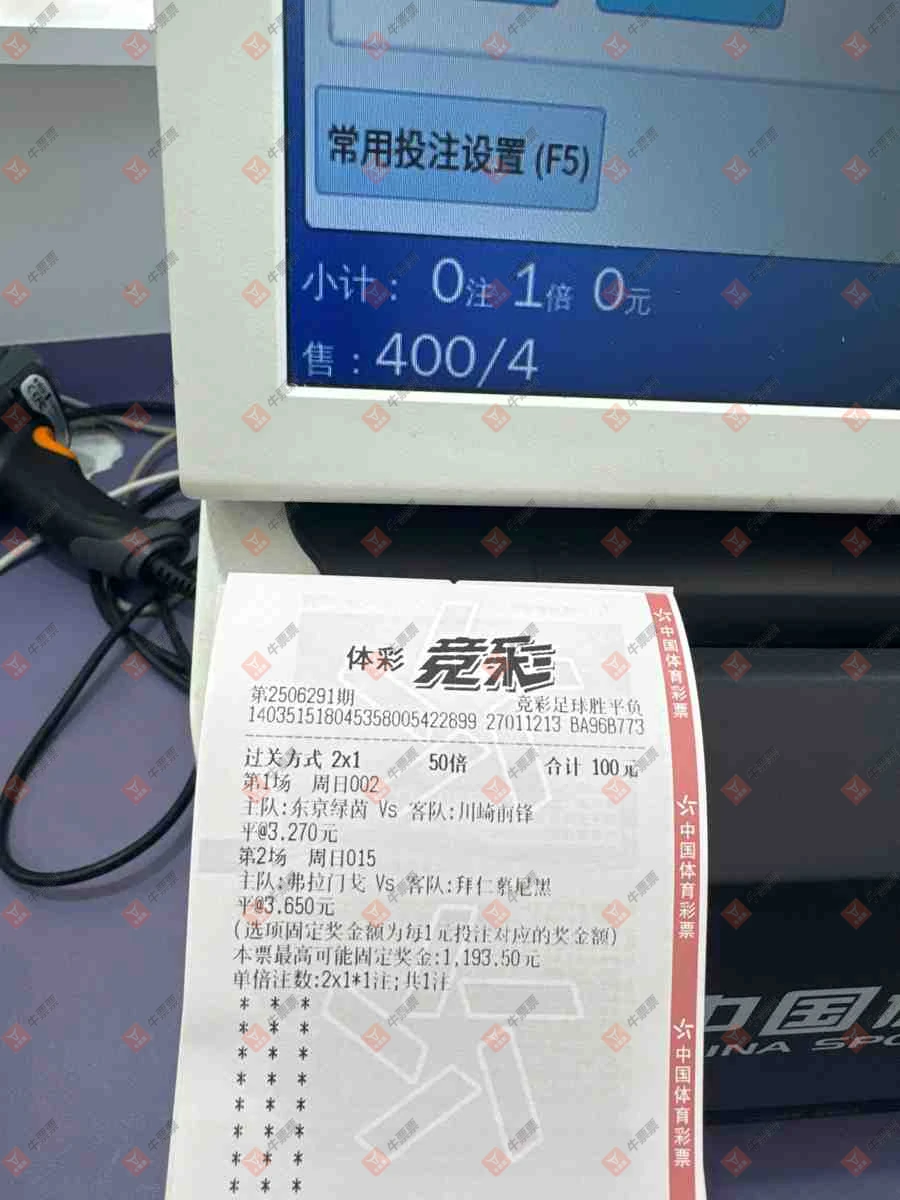 常用投注设置 (F5)
小计： 0注 1倍 0元
售：400/4
体彩 竞彩
第2506291期 竞彩足球胜平负
140351518045358005422899 27011213 BA96B773
过关方式 2x1 50倍 合计 100元
第1场 周日002
主队:东京绿茵 Vs 客队:川崎前锋
平@3.270元
第2场 周日015
主队:弗拉门戈 Vs 客队:拜仁慕尼黑
平@3.650元
(选项固定奖金额为每1元投注对应的奖金额)
本票最高可能固定奖金:1,193.50元
单倍注数:2x1*1注;共1注
* * *
* * *
* * *
* * *
* * *
* * *
* * *
* * *
中国体育彩票
中国体育彩票
中国体育彩票
中国
INA SPO
牛票票